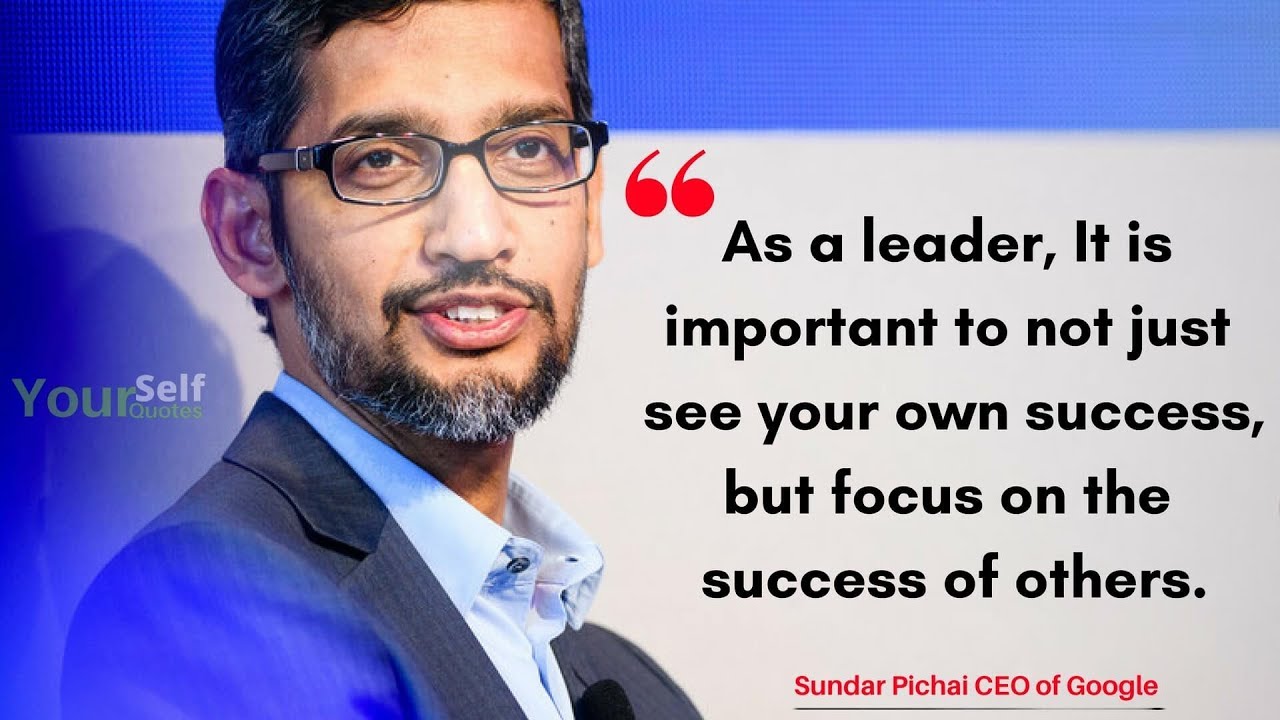 YourSelf
Quotes
“
As a leader, It is
important to not just
see your own success,
but focus on the
success of others.
Sundar Pichai CEO of Google